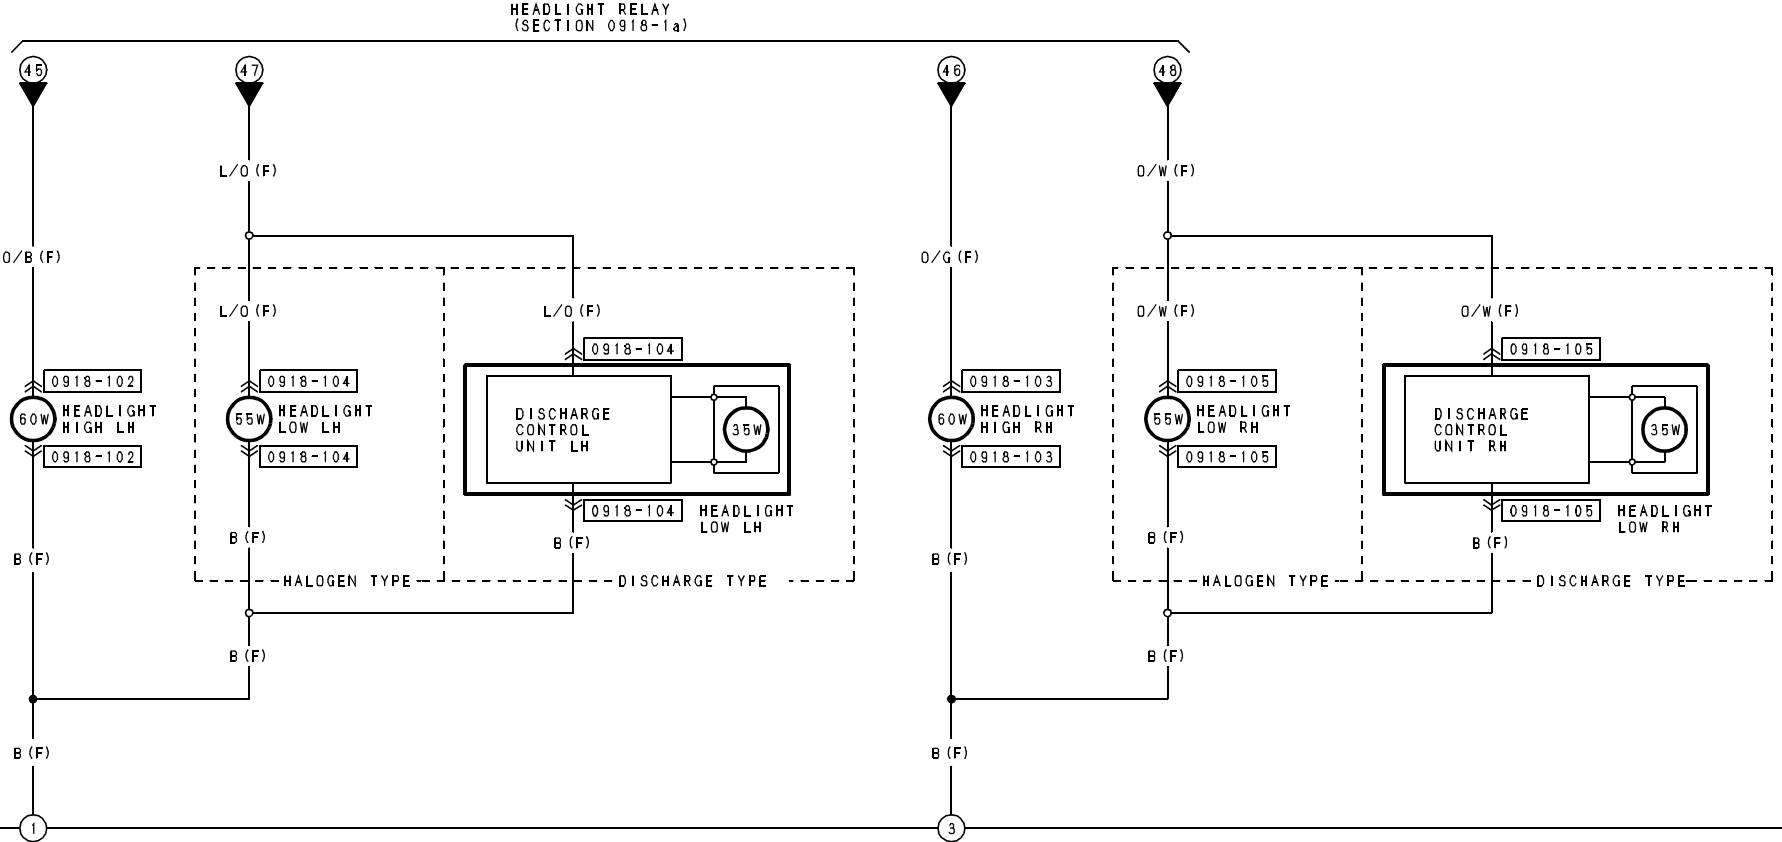 HEADLIGHT RELAY
(SECTION 0918-1a)
45
47
46
48
L/O (F)
O/W (F)
O/B (F)
O/G (F)
L/O (F)
L/O (F)
O/W (F)
O/W (F)
0918-104
0918-105
0918-102
0918-104
0918-103
0918-105
60W
HEADLIGHT
HIGH LH
55W
HEADLIGHT
LOW LH
DISCHARGE
CONTROL
UNIT LH
35W
60W
HEADLIGHT
HIGH RH
55W
HEADLIGHT
LOW RH
DISCHARGE
CONTROL
UNIT RH
35W
0918-102
0918-104
0918-103
0918-105
0918-104
HEADLIGHT
LOW LH
0918-105
HEADLIGHT
LOW RH
B (F)
B (F)
B (F)
B (F)
B (F)
B (F)
HALOGEN TYPE
DISCHARGE TYPE
HALOGEN TYPE
DISCHARGE TYPE
B (F)
B (F)
B (F)
B (F)
1
3